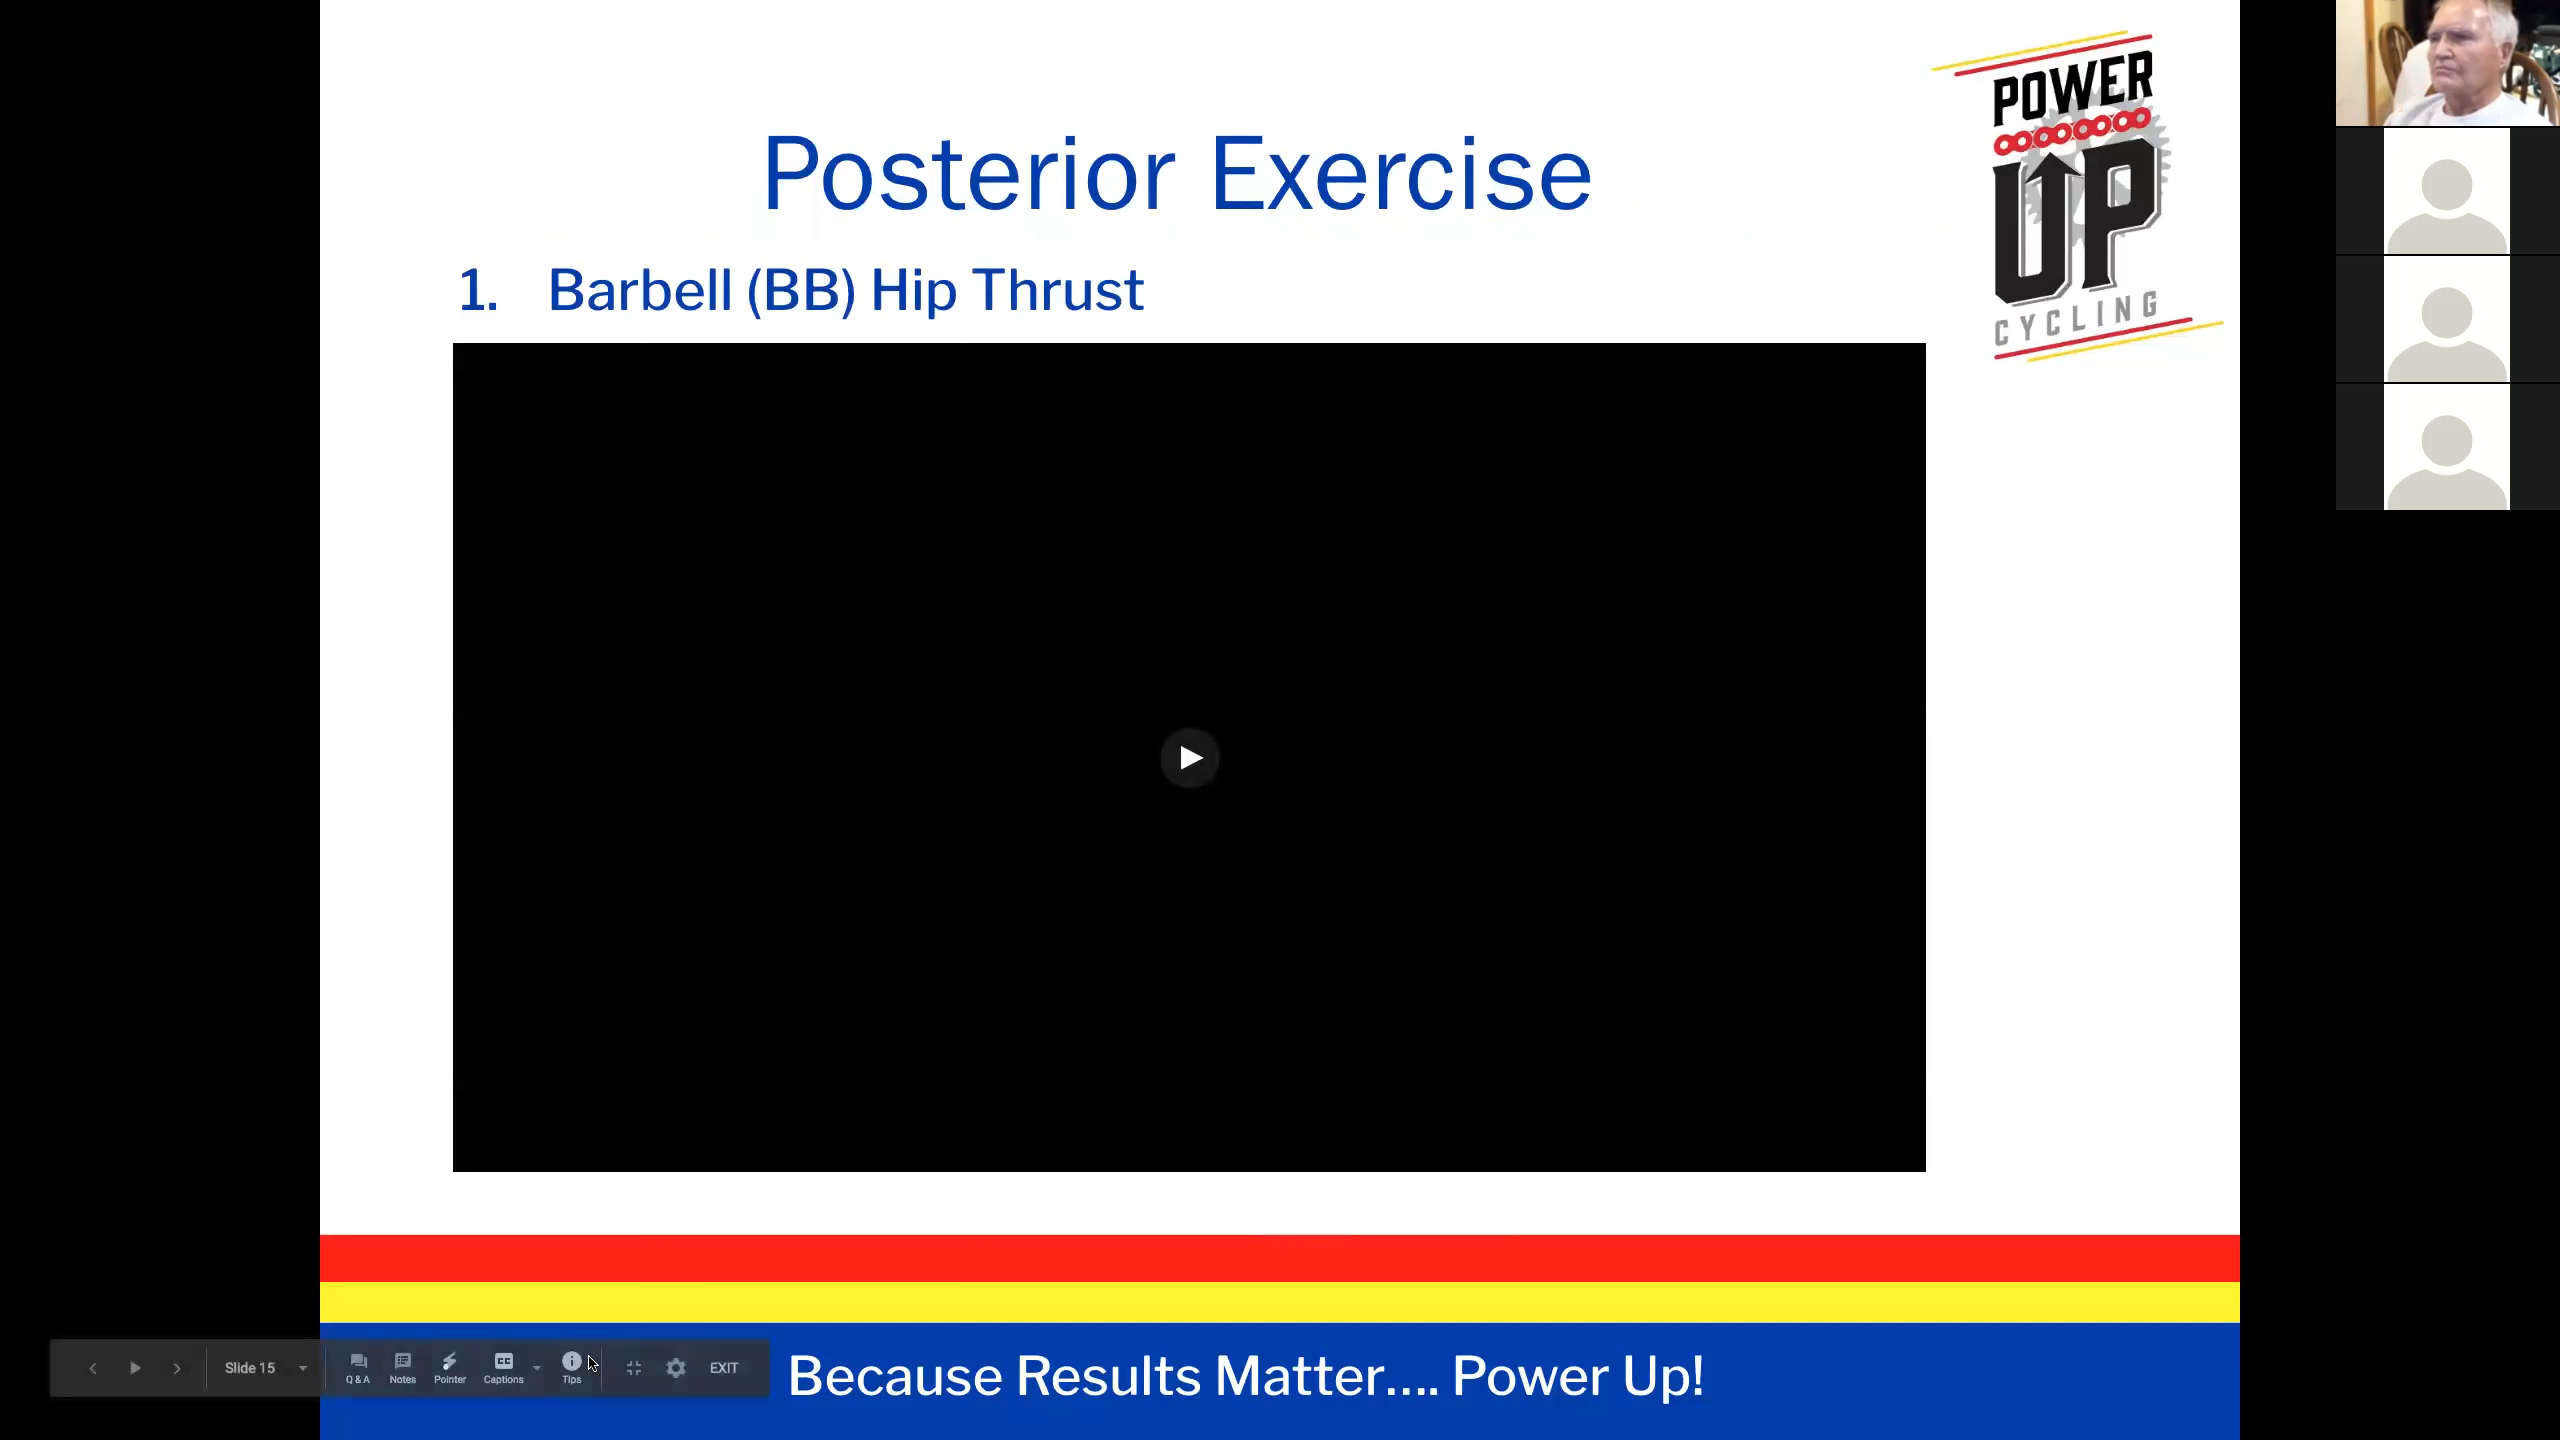 Posterior Exercise
1. Barbell (BB) Hip Thrust
POWER
UP
CYCLING
Because Results Matter.... Power Up!
Slide 15
Q & A
Notes
Pointer
CC
Captions
Tips
EXIT